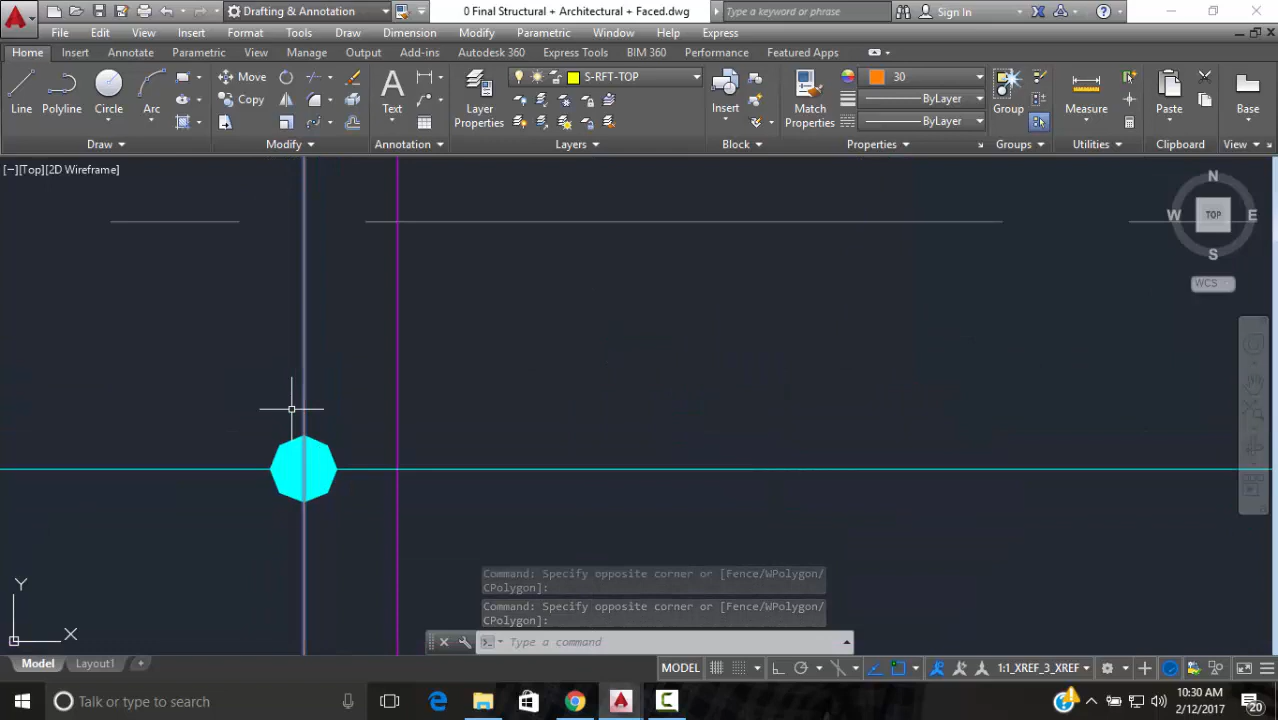 Drafting & Annotation
0 Final Structural + Architectural + Faced.dwg
Type a keyword or phrase
Sign In
File Edit View Insert Format Tools Draw Dimension Modify Parametric Window Help Express
Home Insert Annotate Parametric View Manage Output Add-ins Autodesk 360 Express Tools BIM 360 Performance Featured Apps
Line Polyline Circle Arc
Move
Copy
Text
Layer Properties
S-RFT-TOP
Insert
Match Properties
30
ByLayer
ByLayer
Group
Measure
Paste
Base
Draw Modify Annotation Layers Block Properties Groups Utilities Clipboard View
[−][Top][2D Wireframe]
N
W TOP E
S
WCS
Y
X
Command: Specify opposite corner or [Fence/WPolygon/
CPolygon]:
Command: Specify opposite corner or [Fence/WPolygon/
CPolygon]:
Type a command
Model Layout1 +
MODEL
1:1_XREF_3_XREF
Talk or type to search
10:30 AM
2/12/2017
20